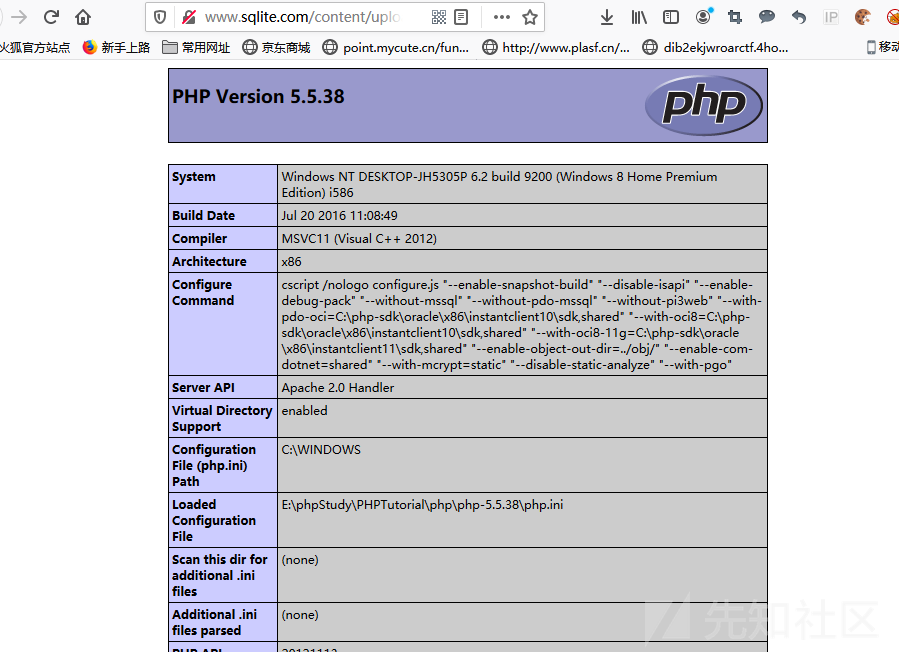 www.sqlite.com/content/uplo
IP
火狐官方站点 新手上路 常用网址 京东商城 point.mycute.cn/fun... http://www.plasf.cn/... dib2ekjwroarctf.4ho... 移动
PHP Version 5.5.38
php
System Windows NT DESKTOP-JH5305P 6.2 build 9200 (Windows 8 Home Premium
Edition) i586
Build Date Jul 20 2016 11:08:49
Compiler MSVC11 (Visual C++ 2012)
Architecture x86
Configure
Command
cscript /nologo configure.js "--enable-snapshot-build" "--disable-isapi" "--enable-
debug-pack" "--without-mssql" "--without-pdo-mssql" "--without-pi3web" "--with-
pdo-oci=C:\php-sdk\oracle\x86\instantclient10\sdk,shared" "--with-oci8=C:\php-
sdk\oracle\x86\instantclient10\sdk,shared" "--with-oci8-11g=C:\php-sdk\oracle
\x86\instantclient11\sdk,shared" "--enable-object-out-dir=../obj/" "--enable-com-
dotnet=shared" "--with-mcrypt=static" "--disable-static-analyze" "--with-pgo"
Server API Apache 2.0 Handler
Virtual Directory
Support
enabled
Configuration
File (php.ini)
Path
C:\WINDOWS
Loaded
Configuration
File
E:\phpStudy\PHPTutorial\php\php-5.5.38\php.ini
Scan this dir for
additional .ini
files
(none)
Additional .ini
files parsed
(none)
PHP API 20121113
先知社区